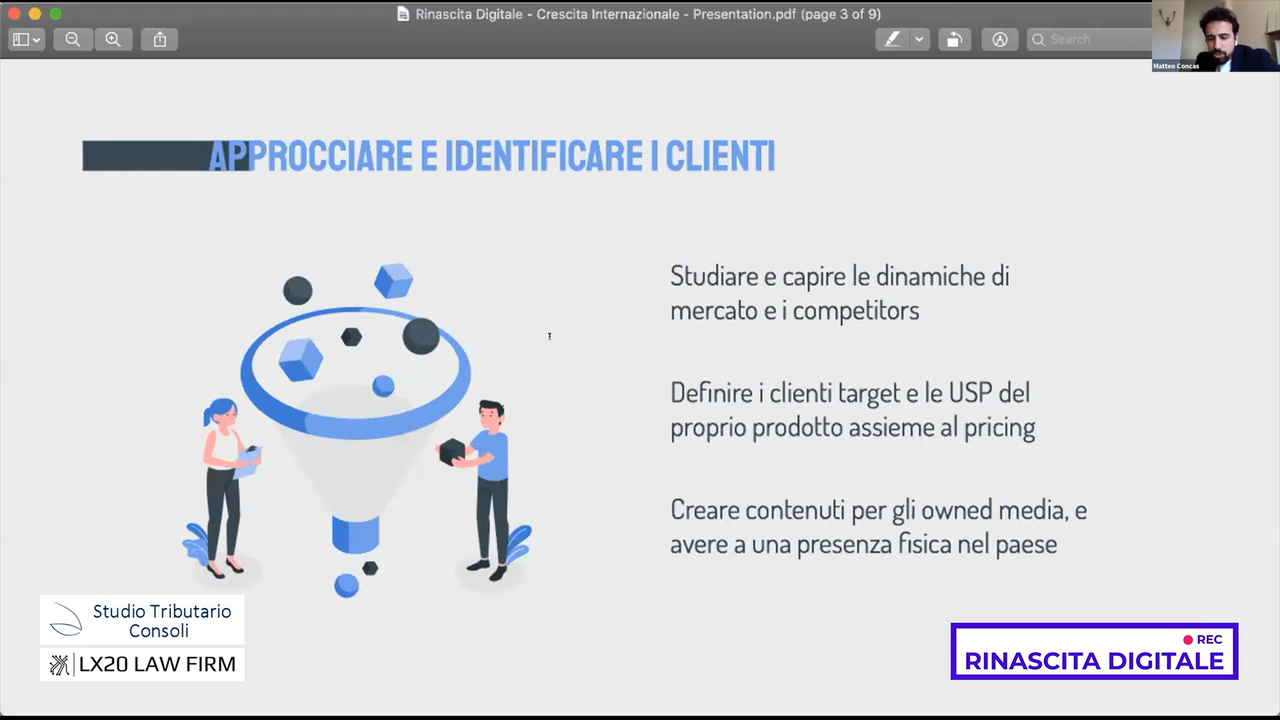 Rinascita Digitale - Crescita Internazionale - Presentation.pdf (page 3 of 9)
Search
Matteo Concas
APPROCCIARE E IDENTIFICARE I CLIENTI
Studiare e capire le dinamiche di
mercato e i competitors
Definire i clienti target e le USP del
proprio prodotto assieme al pricing
Creare contenuti per gli owned media, e
avere a una presenza fisica nel paese
Studio Tributario
Consoli
LX20 LAW FIRM
REC
RINASCITA DIGITALE